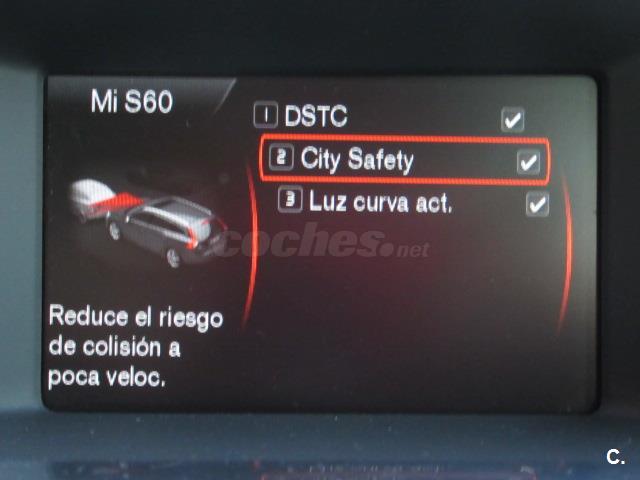 Mi S60
1 DSTC
2 City Safety
3 Luz curva act.
coches.net
Reduce el riesgo
de colisión a
poca veloc.
C.